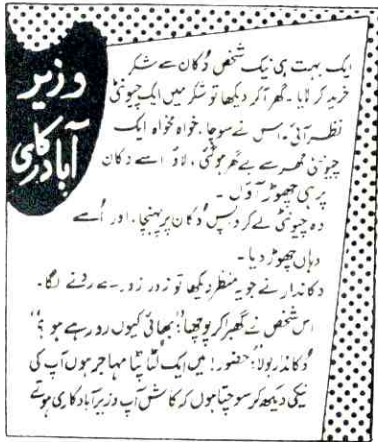 وزیر
آبادکاری
ایک بہت ہی نیک شخص دُکان سے شکر
خرید کر لایا۔ گھر آ کر دیکھا تو شکر میں ایک چیونٹی
نظر آئی۔ اس نے سوچا۔ خواہ مخواہ ایک
چیونٹی مجھ سے بے گھر ہوگئی، لاؤ اسے دکان
پر ہی چھوڑ آؤں۔
وہ چیونٹی لے کر واپس دُکان پر پہنچا، اور اُسے
وہاں چھوڑ دیا۔
دکاندار نے جو یہ منظر دیکھا تو زور زور سے رونے لگا۔
اس شخص نے گھبرا کر پوچھا: "بھائی کیوں رو رہے ہو؟"
دُکاندار بولا: حضور! میں ایک لُٹا پٹا مہاجر ہوں آپ کی
نیکی دیکھ کر سوچتا ہوں کہ کاش آپ وزیر آبادکاری ہوتے